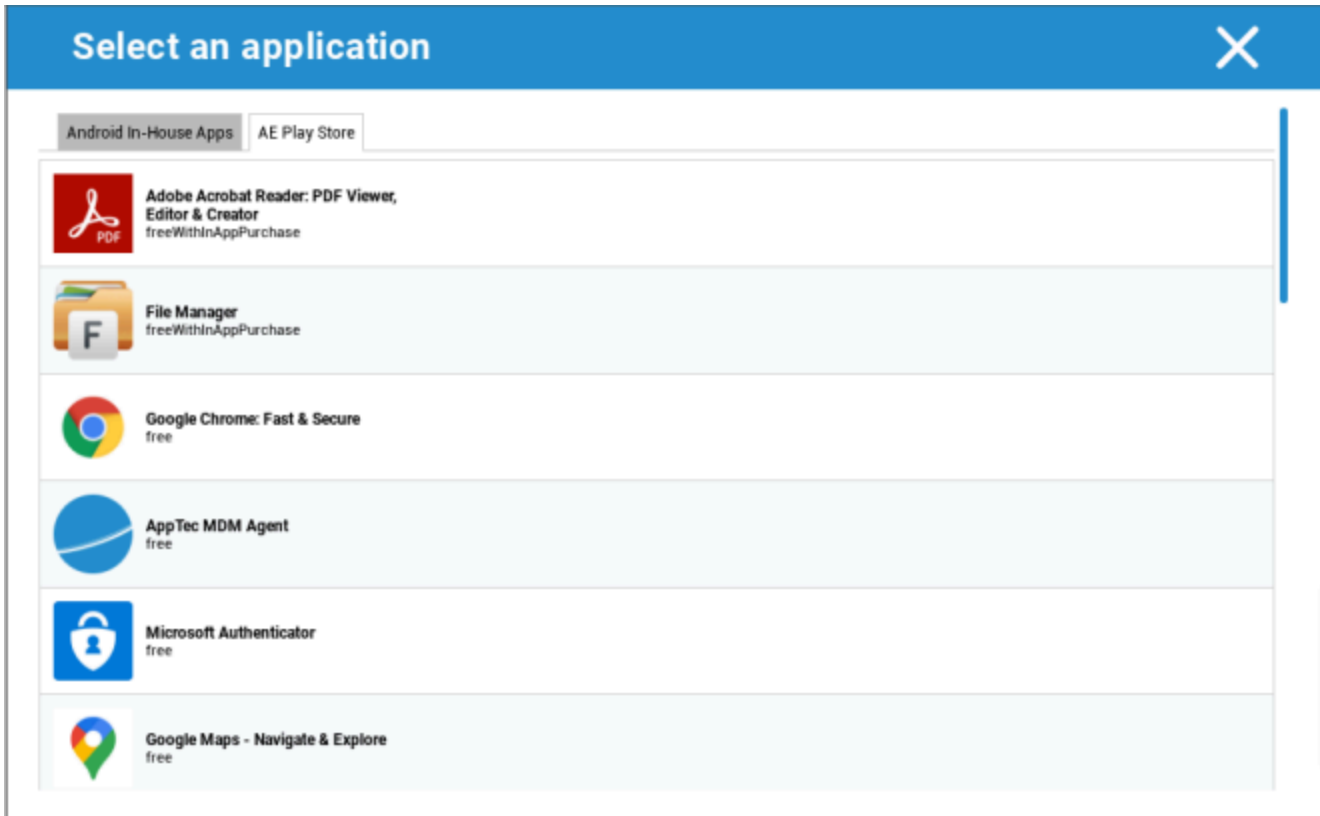 Select an application
Android In-House Apps
AE Play Store
PDF
Adobe Acrobat Reader: PDF Viewer,
Editor & Creator
freeWithInAppPurchase
F
File Manager
freeWithInAppPurchase
Google Chrome: Fast & Secure
free
AppTec MDM Agent
free
Microsoft Authenticator
free
Google Maps - Navigate & Explore
free